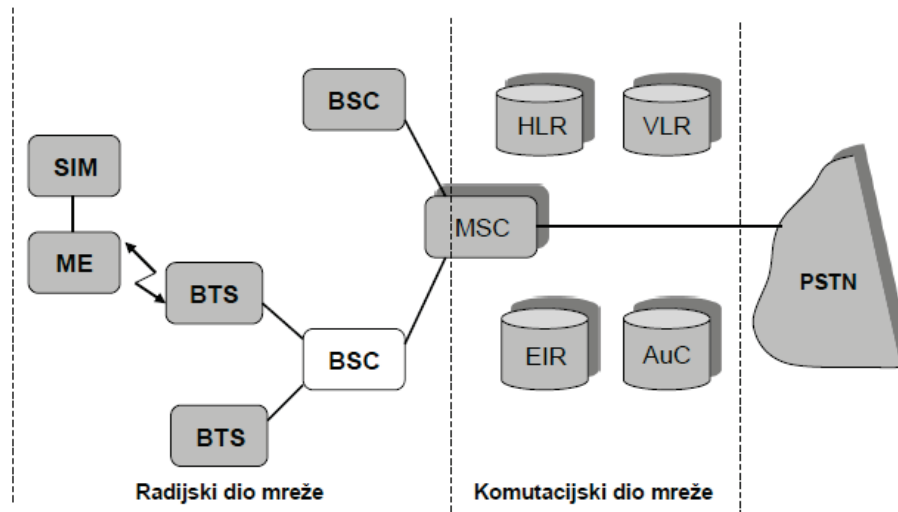 BSC
HLR
VLR
SIM
MSC
ME
BTS
PSTN
BSC
EIR
AuC
BTS
Radijski dio mreže
Komutacijski dio mreže